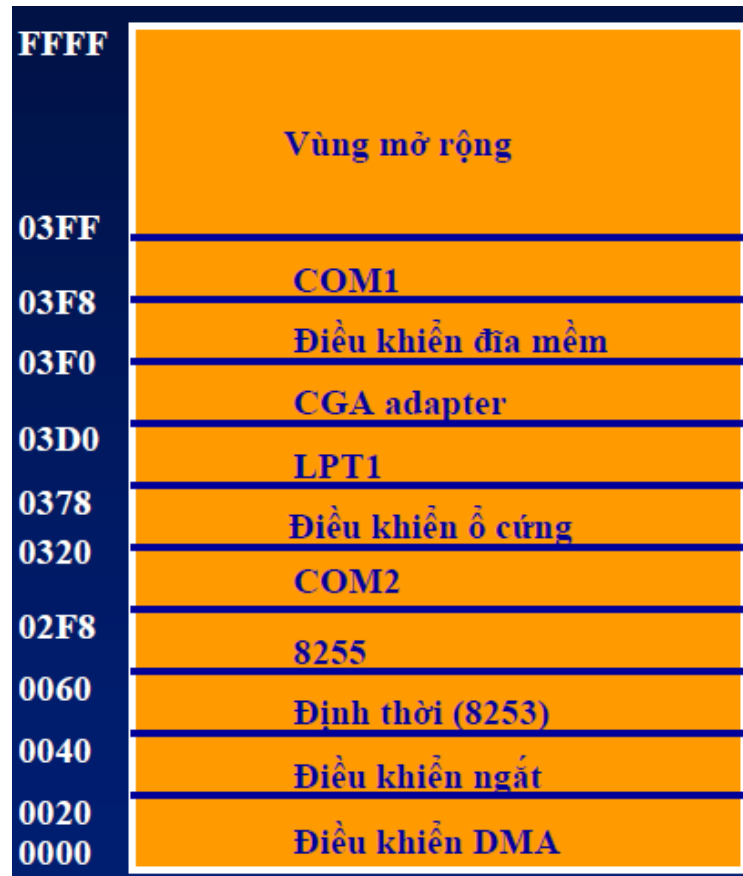 FFFF
Vùng mở rộng
03FF
COM1
03F8
Điều khiển đĩa mềm
03F0
CGA adapter
03D0
LPT1
0378
Điều khiển ổ cứng
0320
COM2
02F8
8255
0060
Định thời (8253)
0040
Điều khiển ngắt
0020
Điều khiển DMA
0000